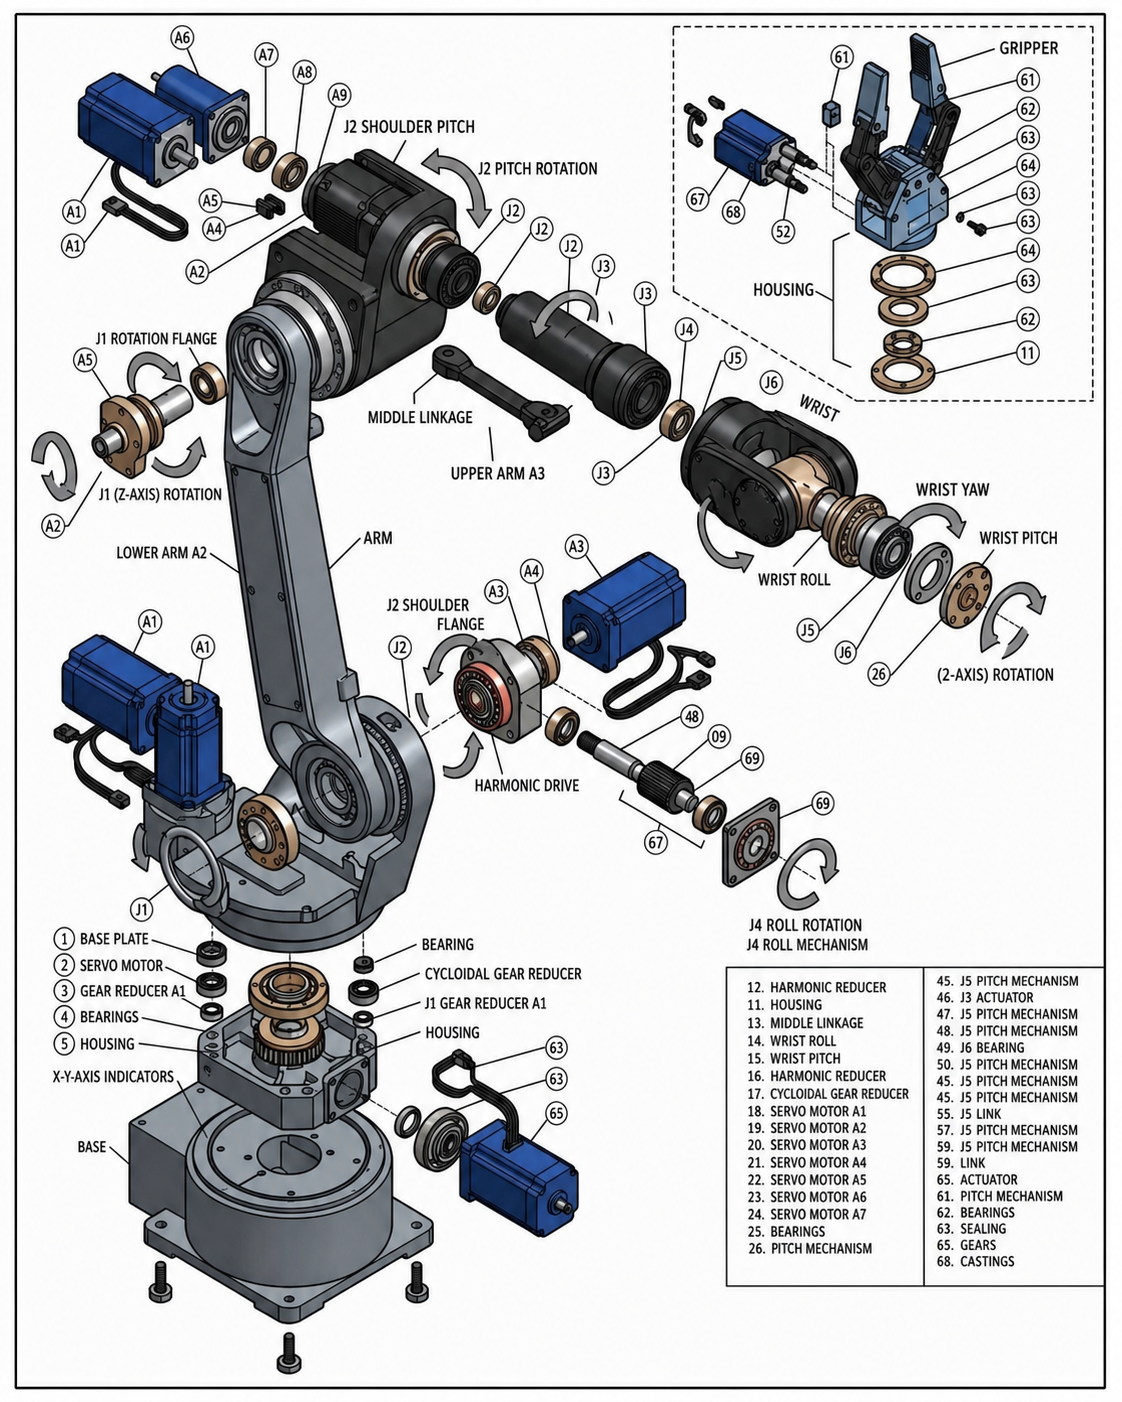 A6
A7
A8
A9
J2 SHOULDER PITCH
J2 PITCH ROTATION
A1
A1
A5
A4
A2
J2
J2
J2
J3
J3
J4
J5
J6
WRIST
61
GRIPPER
61
62
63
64
63
63
67
68
52
HOUSING
64
63
62
11
J1 ROTATION FLANGE
A5
J1 (Z-AXIS) ROTATION
A2
MIDDLE LINKAGE
UPPER ARM A3
J3
WRIST YAW
WRIST PITCH
WRIST ROLL
J5
J6
26
(2-AXIS) ROTATION
LOWER ARM A2
ARM
A3
A4
A3
J2 SHOULDER
FLANGE
J2
HARMONIC DRIVE
48
09
69
69
67
J4 ROLL ROTATION
J4 ROLL MECHANISM
A1
A1
J1
1 BASE PLATE
2 SERVO MOTOR
3 GEAR REDUCER A1
4 BEARINGS
5 HOUSING
X-Y-AXIS INDICATORS
BASE
BEARING
CYCLOIDAL GEAR REDUCER
J1 GEAR REDUCER A1
HOUSING
63
63
65
12. HARMONIC REDUCER
11. HOUSING
13. MIDDLE LINKAGE
14. WRIST ROLL
15. WRIST PITCH
16. HARMONIC REDUCER
17. CYCLOIDAL GEAR REDUCER
18. SERVO MOTOR A1
19. SERVO MOTOR A2
20. SERVO MOTOR A3
21. SERVO MOTOR A4
22. SERVO MOTOR A5
23. SERVO MOTOR A6
24. SERVO MOTOR A7
25. BEARINGS
26. PITCH MECHANISM
45. J5 PITCH MECHANISM
46. J3 ACTUATOR
47. J5 PITCH MECHANISM
48. J5 PITCH MECHANISM
49. J6 BEARING
50. J5 PITCH MECHANISM
45. J5 PITCH MECHANISM
45. J5 PITCH MECHANISM
55. J5 LINK
57. J5 PITCH MECHANISM
59. J5 PITCH MECHANISM
59. LINK
65. ACTUATOR
61. PITCH MECHANISM
62. BEARINGS
63. SEALING
65. GEARS
68. CASTINGS